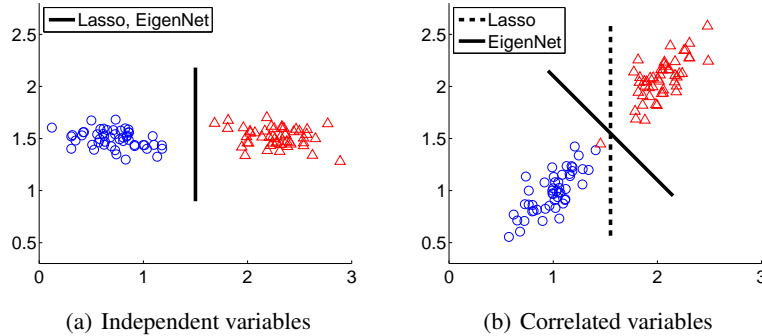 Lasso, EigenNet
2.5
2
1.5
1
0.5
0 1 2 3
(a) Independent variables
Lasso
EigenNet
2.5
2
1.5
1
0.5
0 1 2 3
(b) Correlated variables